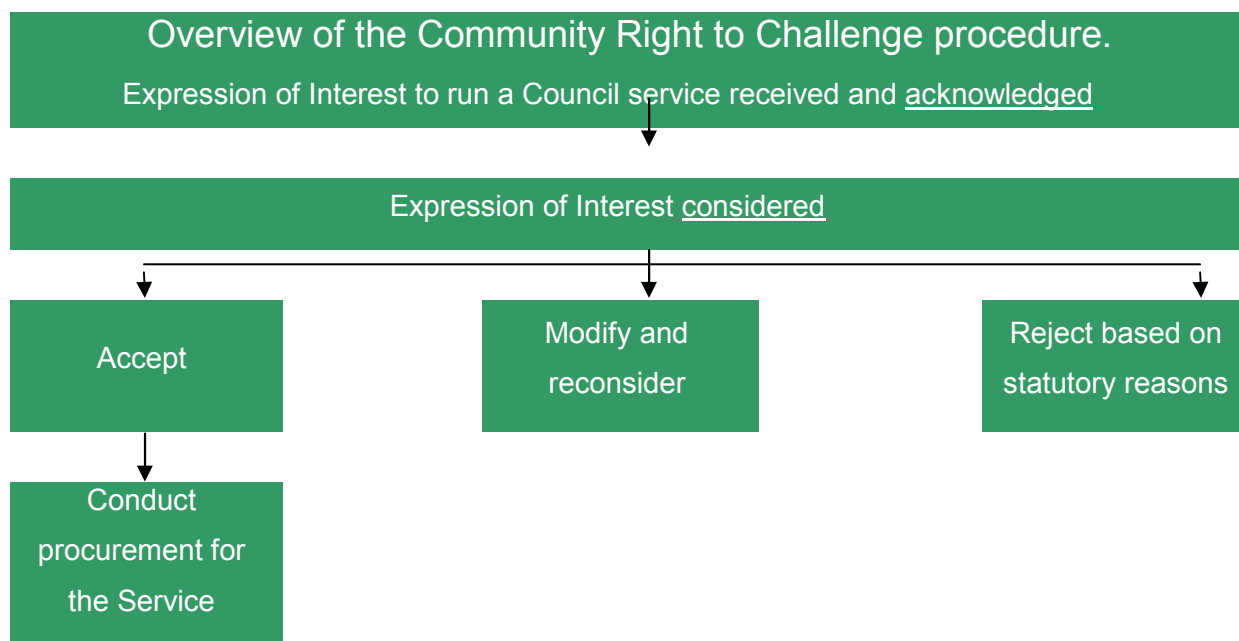 Overview of the Community Right to Challenge procedure.
Expression of Interest to run a Council service received and acknowledged
Expression of Interest considered
Accept
Modify and
reconsider
Reject based on
statutory reasons
Conduct
procurement for
the Service